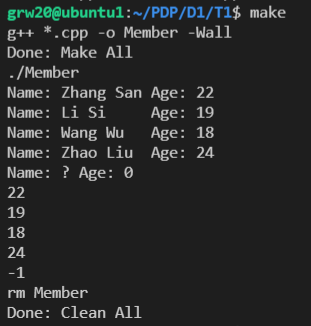 grw20@ubuntu1:~/PDP/D1/T1$ make
g++ *.cpp -o Member -Wall
Done: Make All
./Member
Name: Zhang San Age: 22
Name: Li Si     Age: 19
Name: Wang Wu   Age: 18
Name: Zhao Liu  Age: 24
Name: ? Age: 0
22
19
18
24
-1
rm Member
Done: Clean All